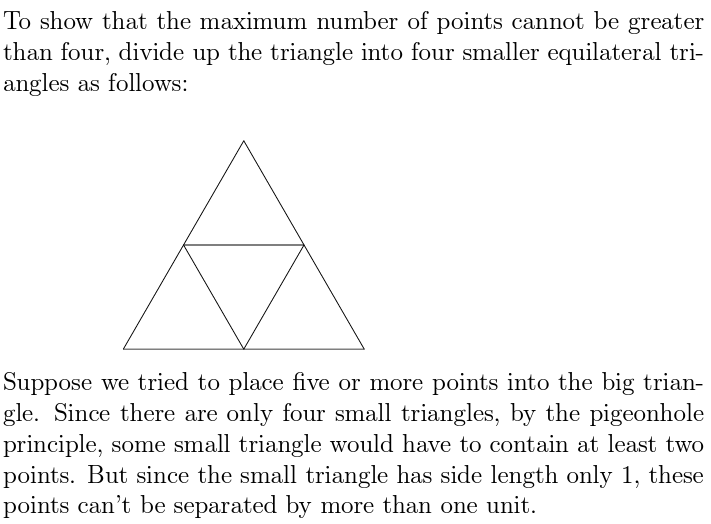 To show that the maximum number of points cannot be greater
than four, divide up the triangle into four smaller equilateral tri-
angles as follows:
Suppose we tried to place five or more points into the big trian-
gle. Since there are only four small triangles, by the pigeonhole
principle, some small triangle would have to contain at least two
points. But since the small triangle has side length only 1, these
points can't be separated by more than one unit.